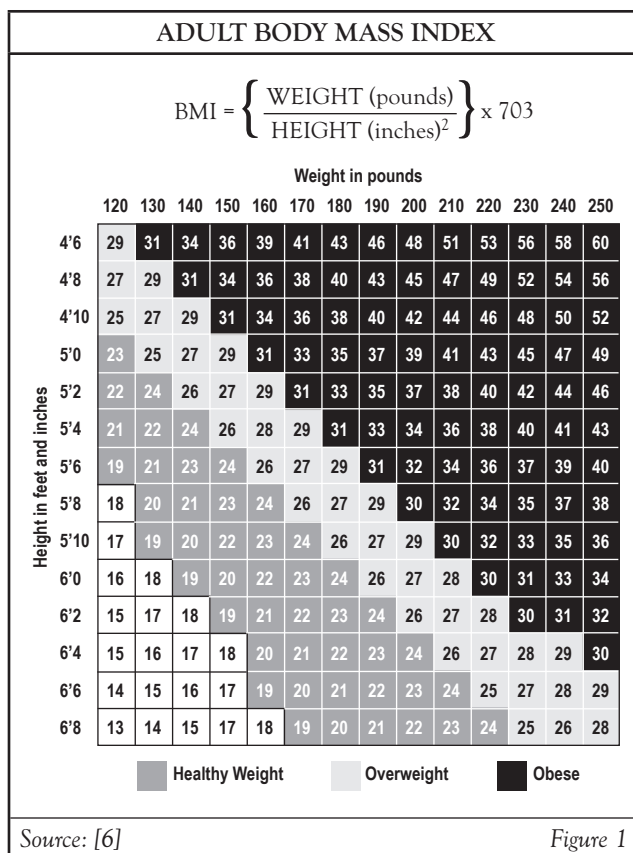 ADULT BODY MASS INDEX
BMI = { WEIGHT (pounds) / HEIGHT (inches)² } x 703
Weight in pounds
120 130 140 150 160 170 180 190 200 210 220 230 240 250
Height in feet and inches
4’6 29 31 34 36 39 41 43 46 48 51 53 56 58 60
4’8 27 29 31 34 36 38 40 43 45 47 49 52 54 56
4’10 25 27 29 31 34 36 38 40 42 44 46 48 50 52
5’0 23 25 27 29 31 33 35 37 39 41 43 45 47 49
5’2 22 24 26 27 29 31 33 35 37 38 40 42 44 46
5’4 21 22 24 26 28 29 31 33 34 36 38 40 41 43
5’6 19 21 23 24 26 27 29 31 32 34 36 37 39 40
5’8 18 20 21 23 24 26 27 29 30 32 34 35 37 38
5’10 17 19 20 22 23 24 26 27 29 30 32 33 35 36
6’0 16 18 19 20 22 23 24 26 27 28 30 31 33 34
6’2 15 17 18 19 21 22 23 24 26 27 28 30 31 32
6’4 15 16 17 18 20 21 22 23 24 26 27 28 29 30
6’6 14 15 16 17 19 20 21 22 23 24 25 27 28 29
6’8 13 14 15 17 18 19 20 21 22 23 24 25 26 28
Healthy Weight Overweight Obese
Source: [6] Figure 1